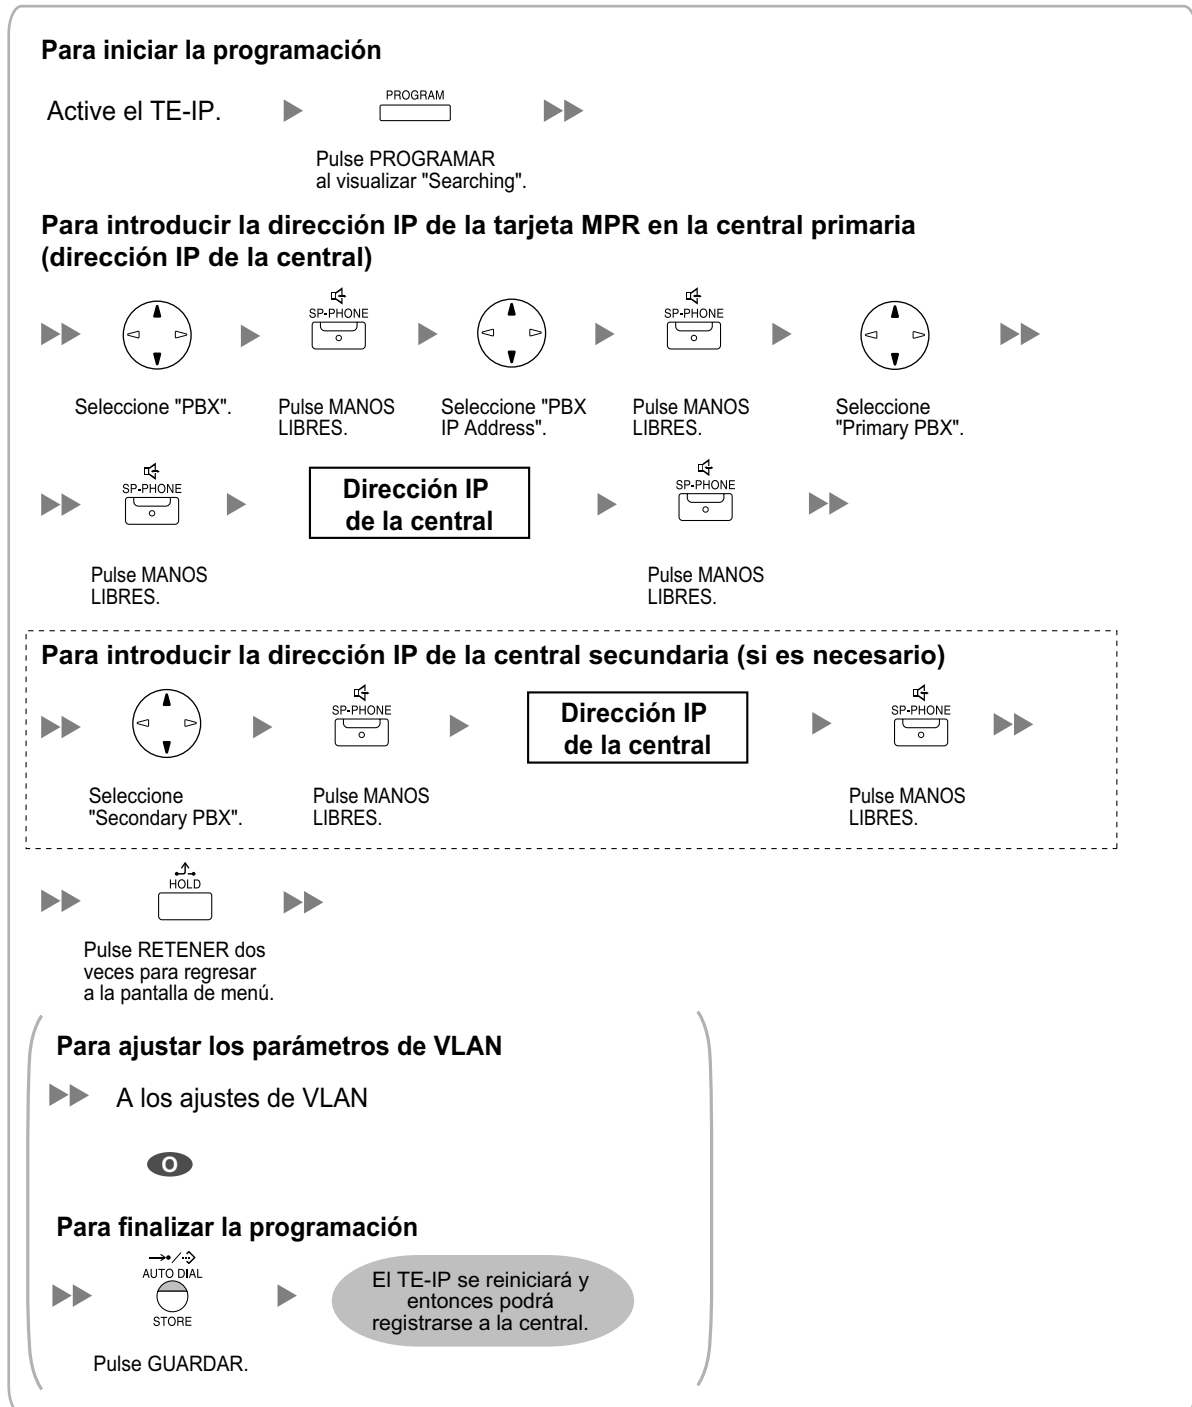 Para iniciar la programación
Active el TE-IP.
PROGRAM
Pulse PROGRAMAR
al visualizar "Searching".
Para introducir la dirección IP de la tarjeta MPR en la central primaria
(dirección IP de la central)
SP-PHONE
SP-PHONE
Seleccione "PBX".
Pulse MANOS
LIBRES.
Seleccione "PBX
IP Address".
Pulse MANOS
LIBRES.
Seleccione
"Primary PBX".
SP-PHONE
Dirección IP
de la central
SP-PHONE
Pulse MANOS
LIBRES.
Pulse MANOS
LIBRES.
Para introducir la dirección IP de la central secundaria (si es necesario)
SP-PHONE
Dirección IP
de la central
SP-PHONE
Seleccione
"Secondary PBX".
Pulse MANOS
LIBRES.
Pulse MANOS
LIBRES.
HOLD
Pulse RETENER dos
veces para regresar
a la pantalla de menú.
Para ajustar los parámetros de VLAN
A los ajustes de VLAN
O
Para finalizar la programación
AUTO DIAL
STORE
El TE-IP se reiniciará y
entonces podrá
registrarse a la central.
Pulse GUARDAR.